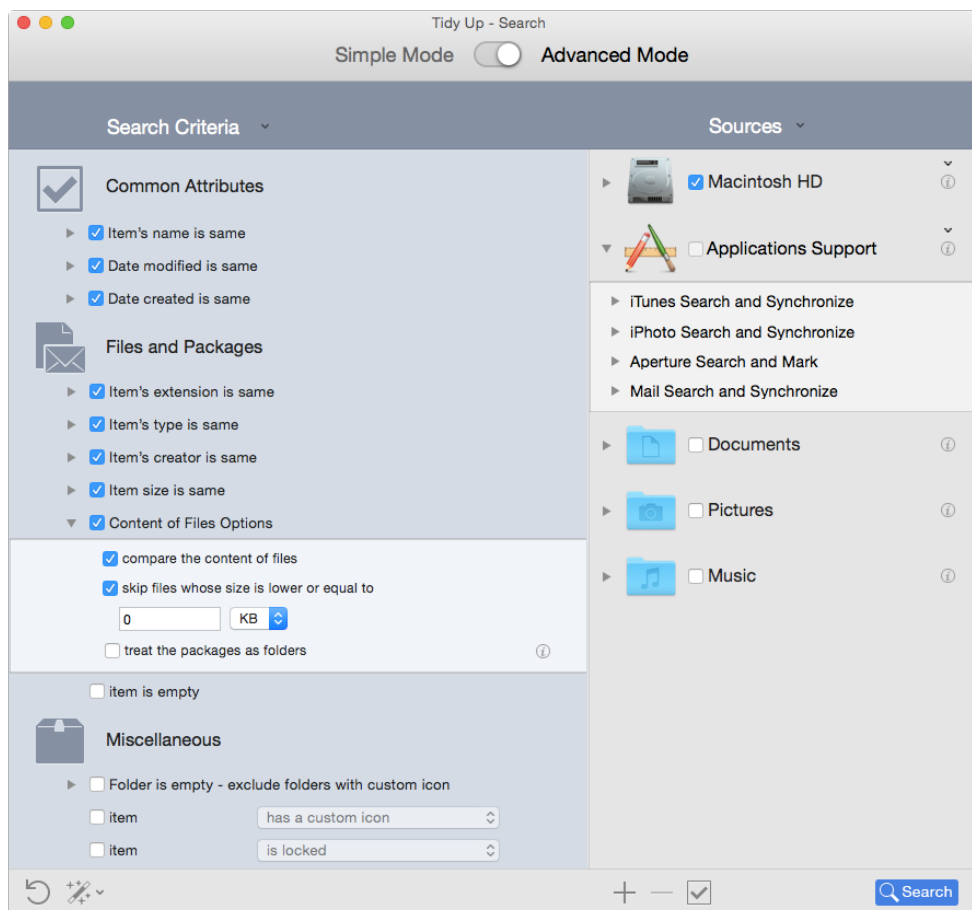 Tidy Up - Search
Simple Mode Advanced Mode
Search Criteria
Common Attributes
Item's name is same
Date modified is same
Date created is same
Files and Packages
Item's extension is same
Item's type is same
Item's creator is same
Item size is same
Content of Files Options
compare the content of files
skip files whose size is lower or equal to
0 KB
treat the packages as folders
item is empty
Miscellaneous
Folder is empty - exclude folders with custom icon
item has a custom icon
item is locked
Sources
Macintosh HD
Applications Support
iTunes Search and Synchronize
iPhoto Search and Synchronize
Aperture Search and Mark
Mail Search and Synchronize
Documents
Pictures
Music
Search